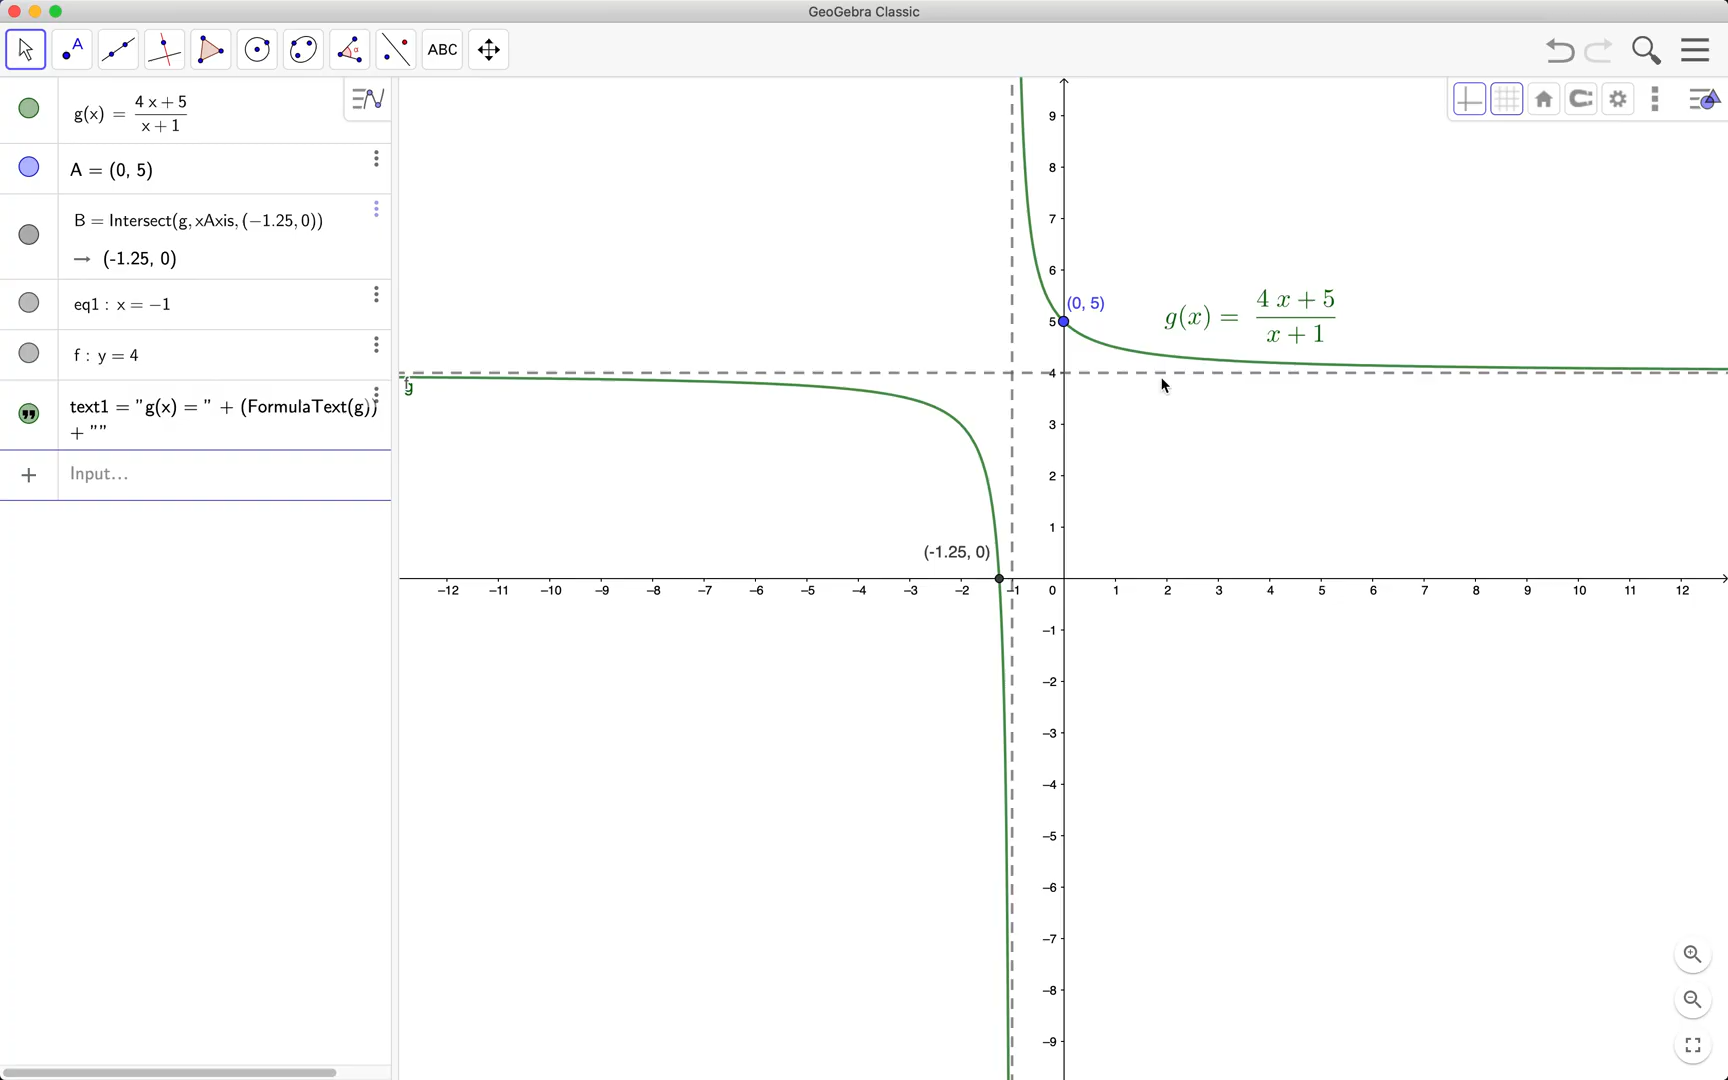 GeoGebra Classic
A
α
ABC
g(x) = 4 x + 5 / x + 1
A = (0, 5)
B = Intersect(g, xAxis, (−1.25, 0))
→ (-1.25, 0)
eq1 : x = −1
f : y = 4
text1 = "g(x) = " + (FormulaText(g))
+ ""
+ Input...
9
8
7
6
(0, 5)
g(x) = 4 x + 5 / x + 1
5
4
f
g
3
2
1
(-1.25, 0)
−12 −11 −10 −9 −8 −7 −6 −5 −4 −3 −2 −1 0 1 2 3 4 5 6 7 8 9 10 11 12
−1
−2
−3
−4
−5
−6
−7
−8
−9